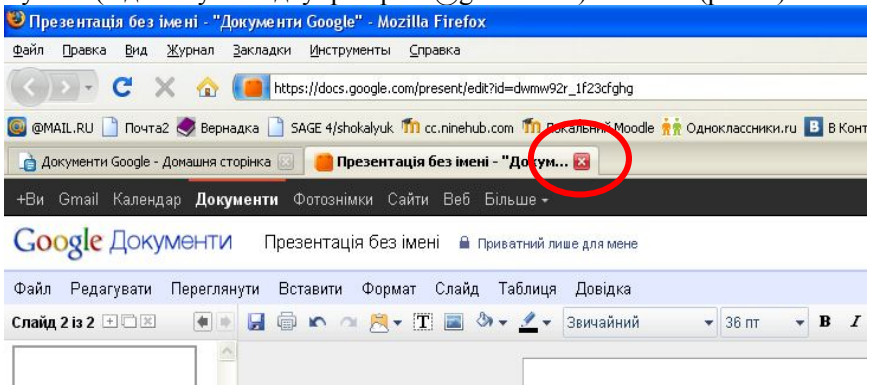 Презентація без імені - "Документи Google" - Mozilla Firefox
Файл Правка Вид Журнал Закладки Инструменты Справка
https://docs.google.com/present/edit?id=dwmw92r_1f23cfghg
@MAIL.RU Почта2 Вернадка SAGE 4/shokalyuk cc.ninehub.com Локальний Moodle Одноклассники.ru В Конт
Документи Google - Домашня сторінка Презентація без імені - "Докум...
+Ви Gmail Календар Документи Фотознімки Сайти Веб Більше
Google Документи Презентація без імені Приватний лише для мене
Файл Редагувати Переглянути Вставити Формат Слайд Таблиця Довідка
Слайд 2 із 2 T Звичайний 36 пт B I